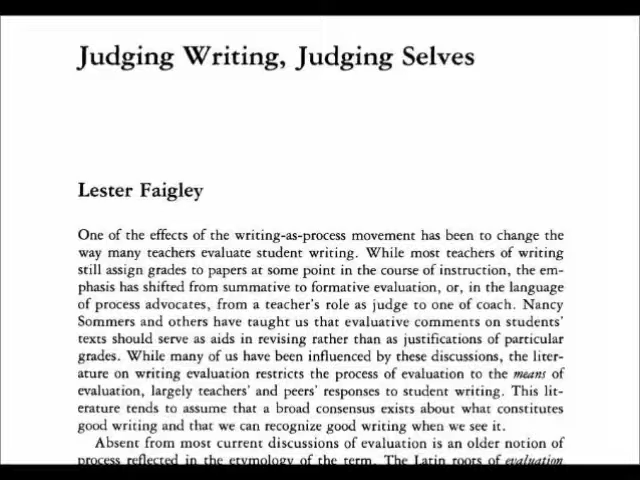 Judging Writing, Judging Selves
Lester Faigley
One of the effects of the writing-as-process movement has been to change the
way many teachers evaluate student writing. While most teachers of writing
still assign grades to papers at some point in the course of instruction, the em-
phasis has shifted from summative to formative evaluation, or, in the language
of process advocates, from a teacher's role as judge to one of coach. Nancy
Sommers and others have taught us that evaluative comments on students'
texts should serve as aids in revising rather than as justifications of particular
grades. While many of us have been influenced by these discussions, the liter-
ature on writing evaluation restricts the process of evaluation to the means of
evaluation, largely teachers' and peers' responses to student writing. This lit-
erature tends to assume that a broad consensus exists about what constitutes
good writing and that we can recognize good writing when we see it.
Absent from most current discussions of evaluation is an older notion of
process reflected in the etymology of the term. The Latin roots of evaluation